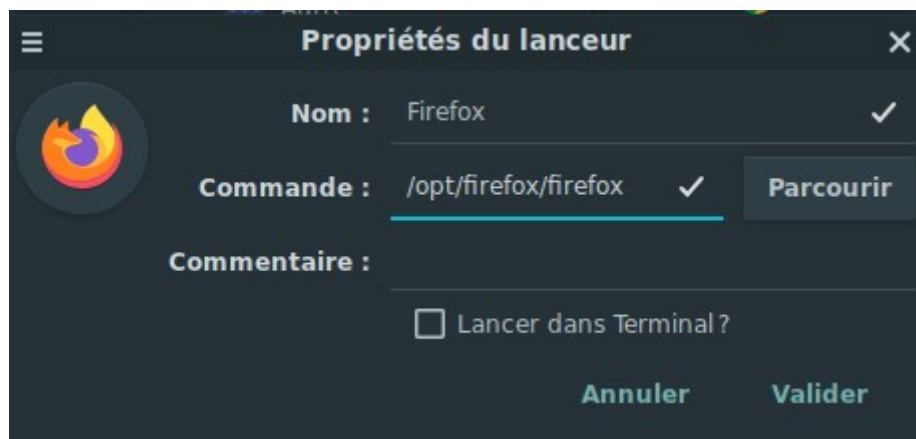 Propriétés du lanceur
Nom : Firefox
Commande : /opt/firefox/firefox Parcourir
Commentaire :
Lancer dans Terminal ?
Annuler Valider